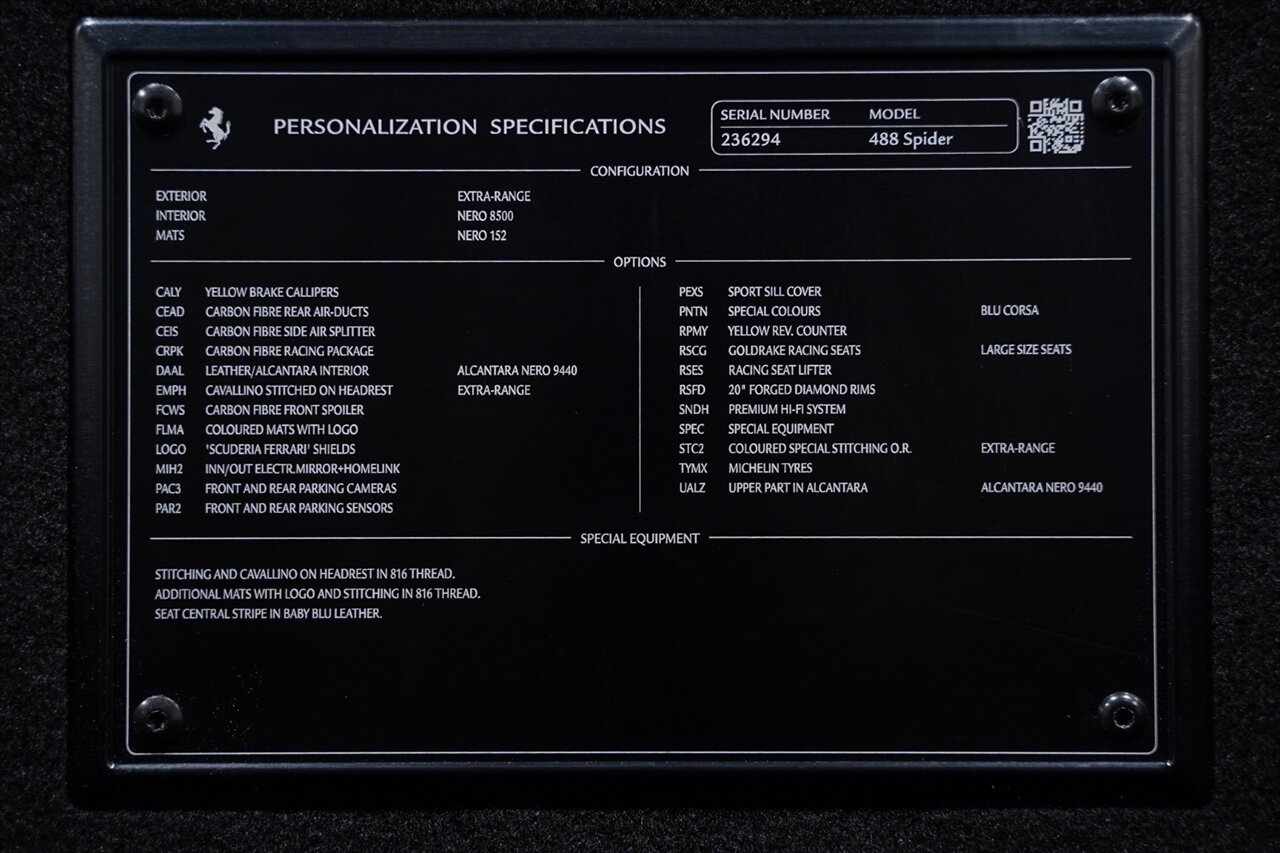 PERSONALIZATION SPECIFICATIONS
SERIAL NUMBER MODEL
236294 488 Spider
CONFIGURATION
EXTERIOR EXTRA-RANGE
INTERIOR NERO 8500
MATS NERO 152
OPTIONS
CALY YELLOW BRAKE CALLIPERS
CEAD CARBON FIBRE REAR AIR-DUCTS
CEIS CARBON FIBRE SIDE AIR SPLITTER
CRPK CARBON FIBRE RACING PACKAGE
DAAL LEATHER/ALCANTARA INTERIOR ALCANTARA NERO 9440
EMPH CAVALLINO STITCHED ON HEADREST EXTRA-RANGE
FCWS CARBON FIBRE FRONT SPOILER
FLMA COLOURED MATS WITH LOGO
LOGO 'SCUDERIA FERRARI' SHIELDS
MIH2 INN/OUT ELECTR.MIRROR+HOMELINK
PAC3 FRONT AND REAR PARKING CAMERAS
PAR2 FRONT AND REAR PARKING SENSORS
PEXS SPORT SILL COVER
PNTN SPECIAL COLOURS BLU CORSA
RPMY YELLOW REV. COUNTER
RSCG GOLDRAKE RACING SEATS LARGE SIZE SEATS
RSES RACING SEAT LIFTER
RSFD 20" FORGED DIAMOND RIMS
SNDH PREMIUM HI-FI SYSTEM
SPEC SPECIAL EQUIPMENT
STC2 COLOURED SPECIAL STITCHING O.R. EXTRA-RANGE
TYMX MICHELIN TYRES
UALZ UPPER PART IN ALCANTARA ALCANTARA NERO 9440
SPECIAL EQUIPMENT
STITCHING AND CAVALLINO ON HEADREST IN 816 THREAD.
ADDITIONAL MATS WITH LOGO AND STITCHING IN 816 THREAD.
SEAT CENTRAL STRIPE IN BABY BLU LEATHER.